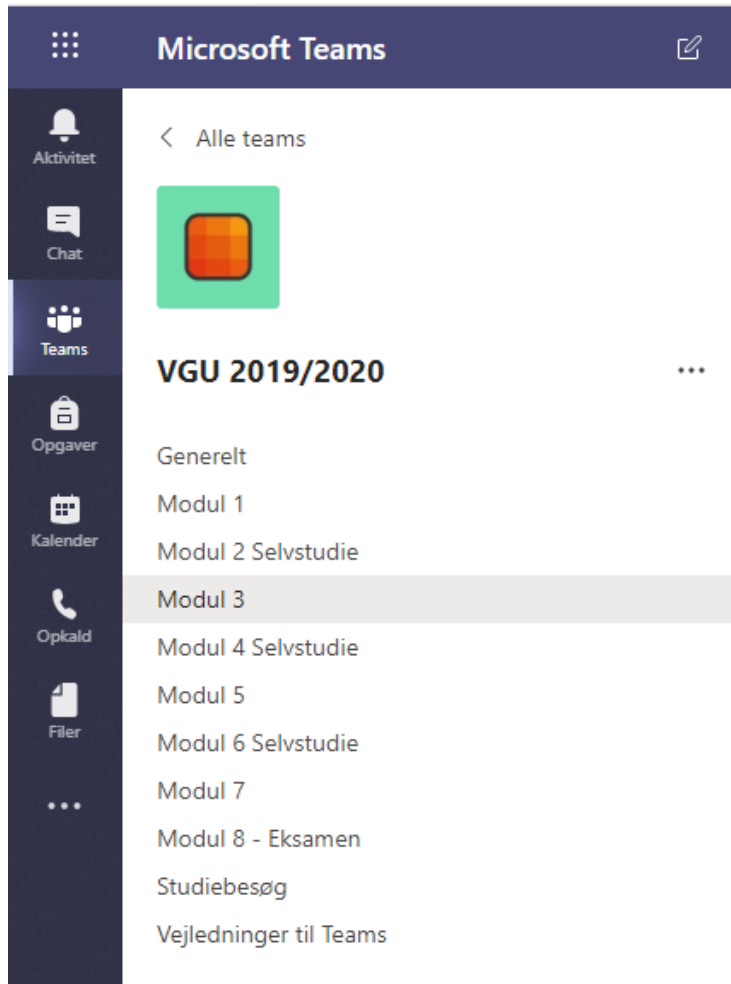 Microsoft Teams
Aktivitet
Chat
Teams
Opgaver
Kalender
Opkald
Filer
Alle teams
VGU 2019/2020
Generelt
Modul 1
Modul 2 Selvstudie
Modul 3
Modul 4 Selvstudie
Modul 5
Modul 6 Selvstudie
Modul 7
Modul 8 - Eksamen
Studiebesøg
Vejledninger til Teams